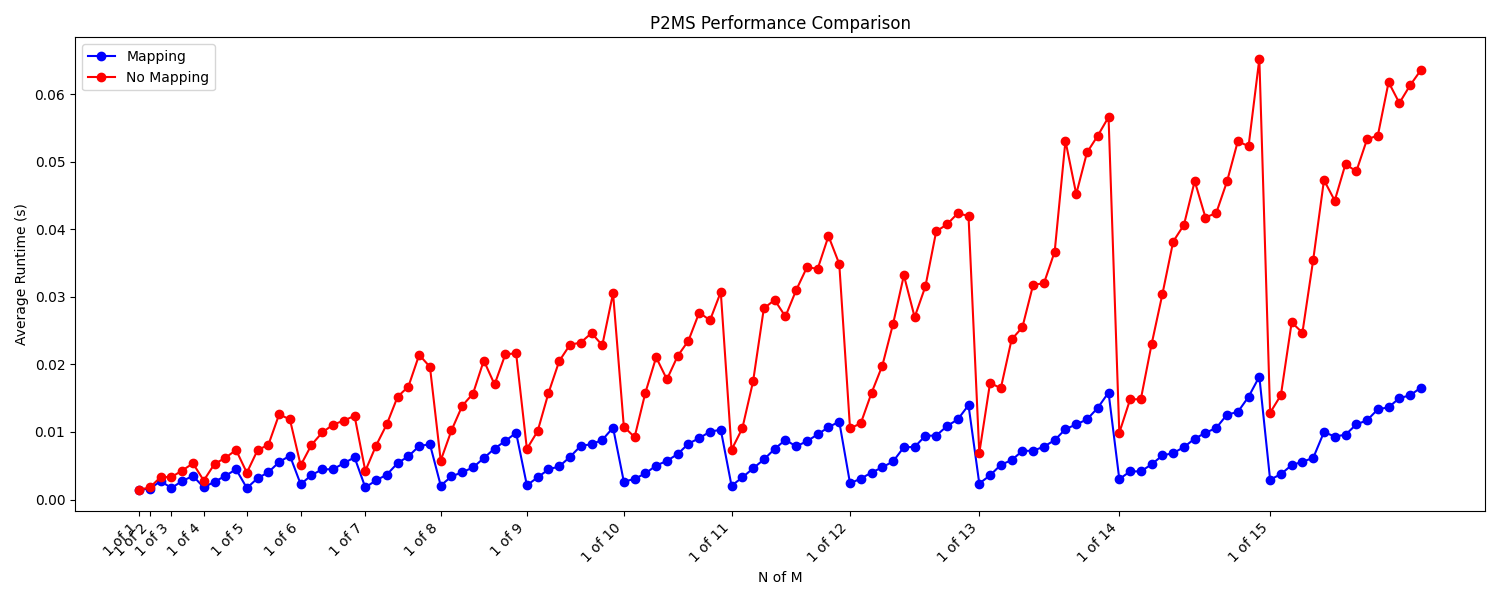 P2MS Performance Comparison
Mapping
No Mapping
Average Runtime (s)
0.06
0.05
0.04
0.03
0.02
0.01
0.00
1 of 1
1 of 2
1 of 3
1 of 4
1 of 5
1 of 6
1 of 7
1 of 8
1 of 9
1 of 10
1 of 11
1 of 12
1 of 13
1 of 14
1 of 15
N of M